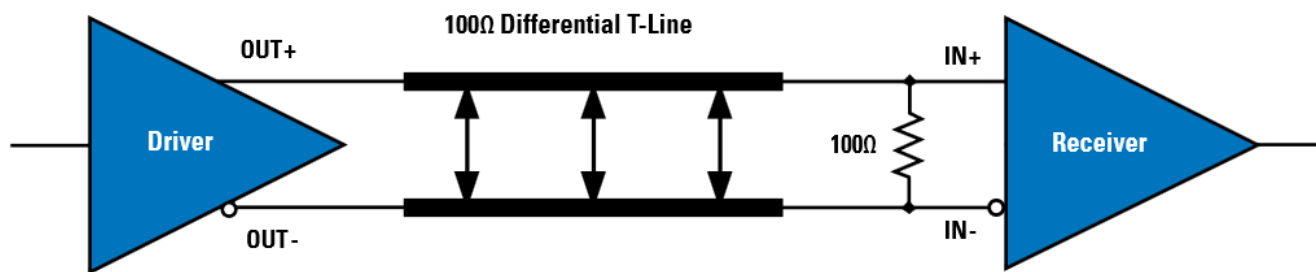 100Ω Differential T-Line
OUT+
IN+
Driver
100Ω
Receiver
OUT-
IN-